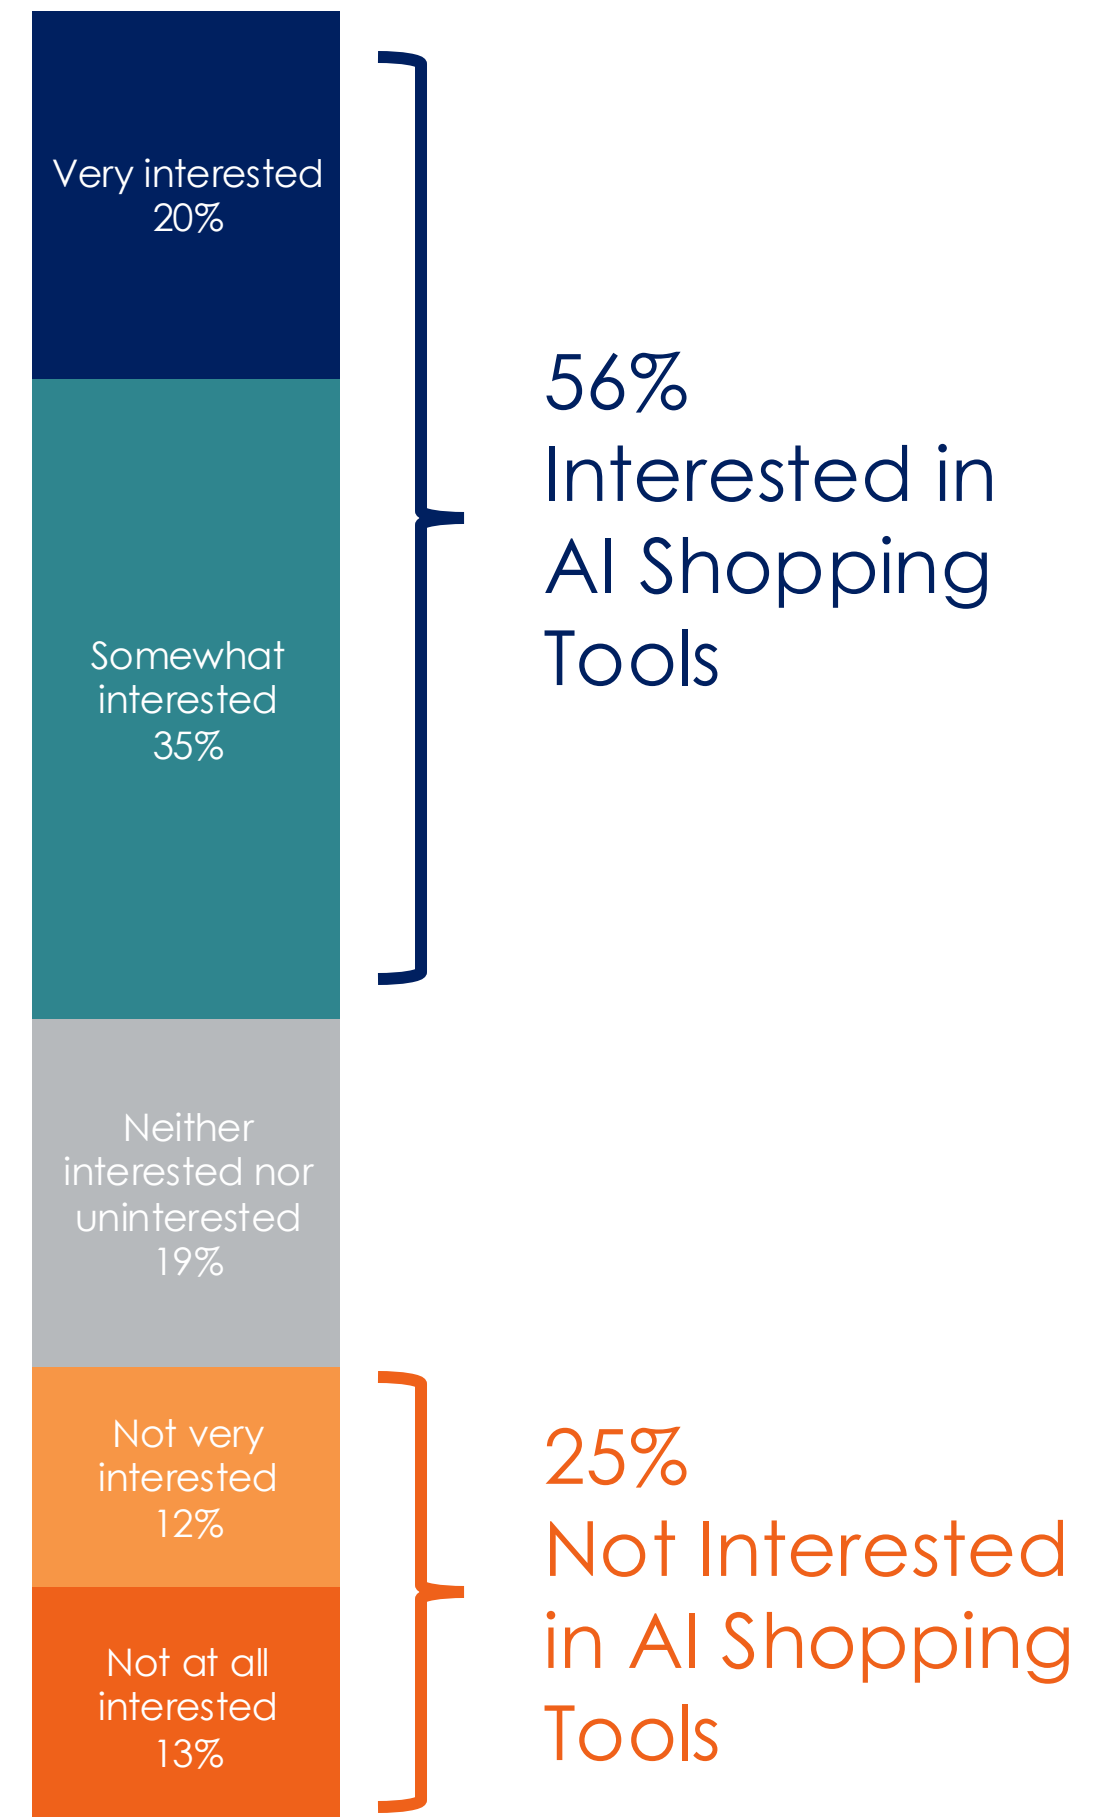 Very interested
20%
56%
Interested in
AI Shopping
Tools
Somewhat
interested
35%
Neither
interested nor
uninterested
19%
Not very
interested
12%
25%
Not Interested
in AI Shopping
Tools
Not at all
interested
13%